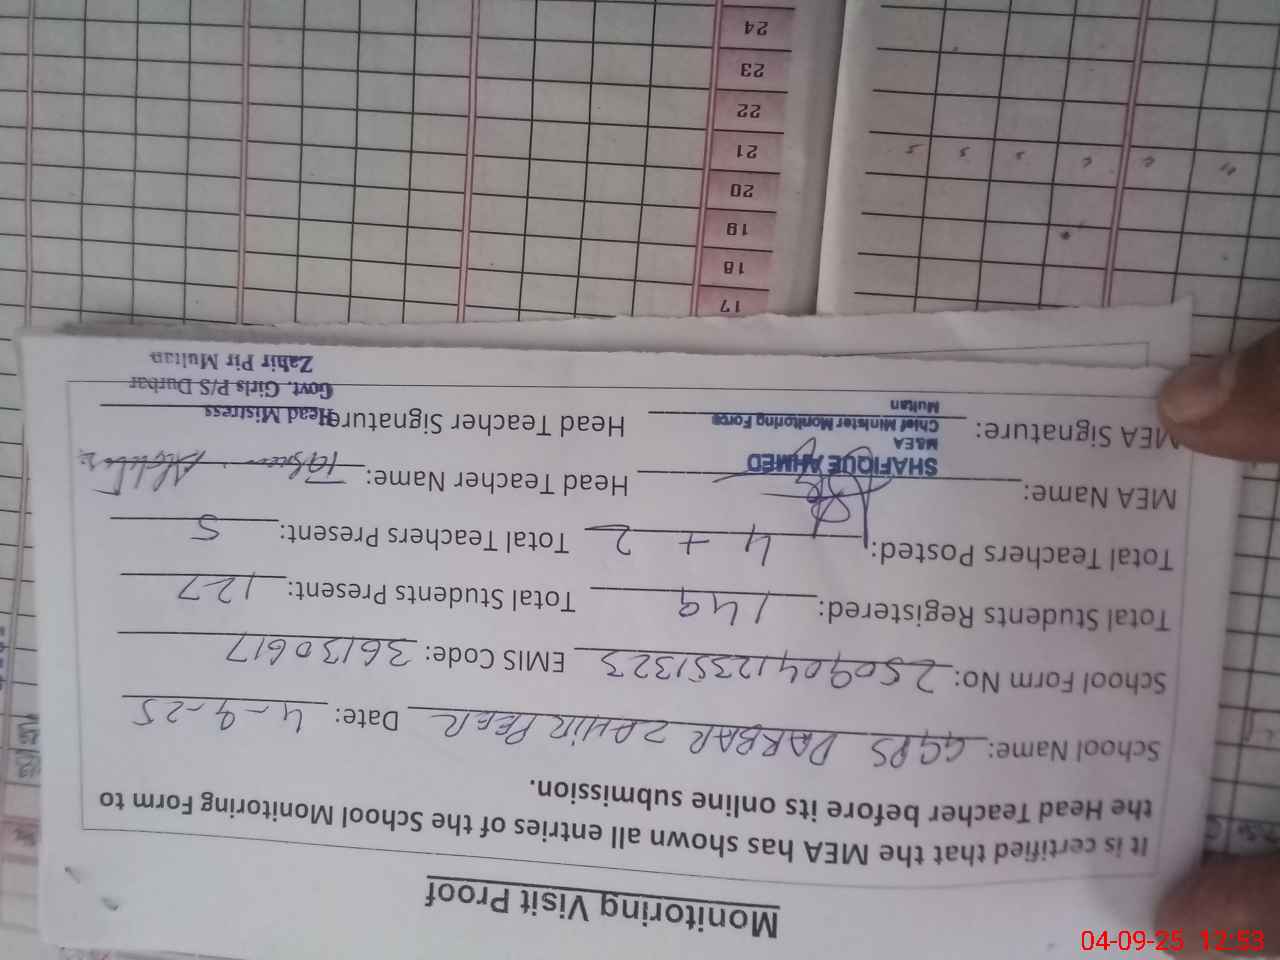 Monitoring Visit Proof
It is certified that the MEA has shown all entries of the School Monitoring Form to
the Head Teacher before its online submission.
School Name: GGPS DARBAR ZAHIR PEER Date: 4-9-25
School Form No: 2509041235 1323 EMIS Code: 36130617
Total Students Registered: 149 Total Students Present: 127
Total Teachers Posted: 4 + 2 Total Teachers Present: 5
MEA Name: Head Teacher Name:
SHAFIQUE AHMED
M&EA
Chief Minister Monitoring Force
Multan
MEA Signature: Head Teacher Signature
Head Mistress
Govt. Girls P/S Durbar
Zahir Pir Multan
17
18
19
20
21
22
23
24
04-09-25 12:53